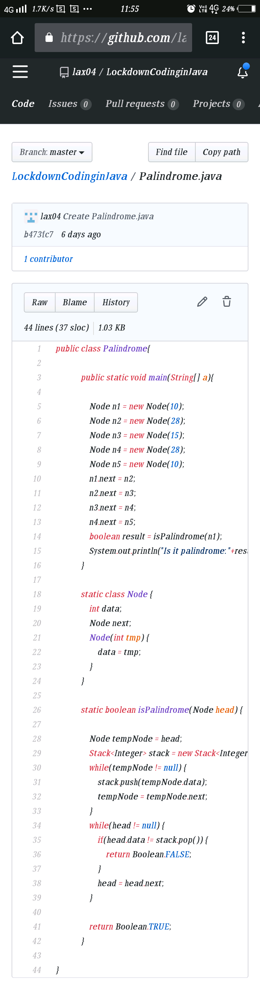 4G 1.7K/s S S ... 11:55 Vo)) LTE 4G 24%
https://github.com/la
24
lax04 / LockdownCodinginJava
Code Issues 0 Pull requests 0 Projects 0
Branch: master Find file Copy path
LockdownCodinginJava / Palindrome.java
lax04 Create Palindrome.java
b473fc7 6 days ago
1 contributor
Raw Blame History
44 lines (37 sloc) 1.03 KB
1 public class Palindrome{
2
3 public static void main(String[] a){
4
5 Node n1 = new Node(10);
6 Node n2 = new Node(28);
7 Node n3 = new Node(15);
8 Node n4 = new Node(28);
9 Node n5 = new Node(10);
10 n1.next = n2;
11 n2.next = n3;
12 n3.next = n4;
13 n4.next = n5;
14 boolean result = isPalindrome(n1);
15 System.out.println("Is it palindrome:"+res
16 }
17
18 static class Node {
19 int data;
20 Node next;
21 Node(int tmp) {
22 data = tmp;
23 }
24 }
25
26 static boolean isPalindrome(Node head) {
27
28 Node tempNode = head;
29 Stack<Integer> stack = new Stack<Integer
30 while(tempNode != null) {
31 stack.push(tempNode.data);
32 tempNode = tempNode.next;
33 }
34 while(head != null) {
35 if(head.data != stack.pop()) {
36 return Boolean.FALSE;
37 }
38 head = head.next;
39 }
40
41 return Boolean.TRUE;
42 }
43
44 }